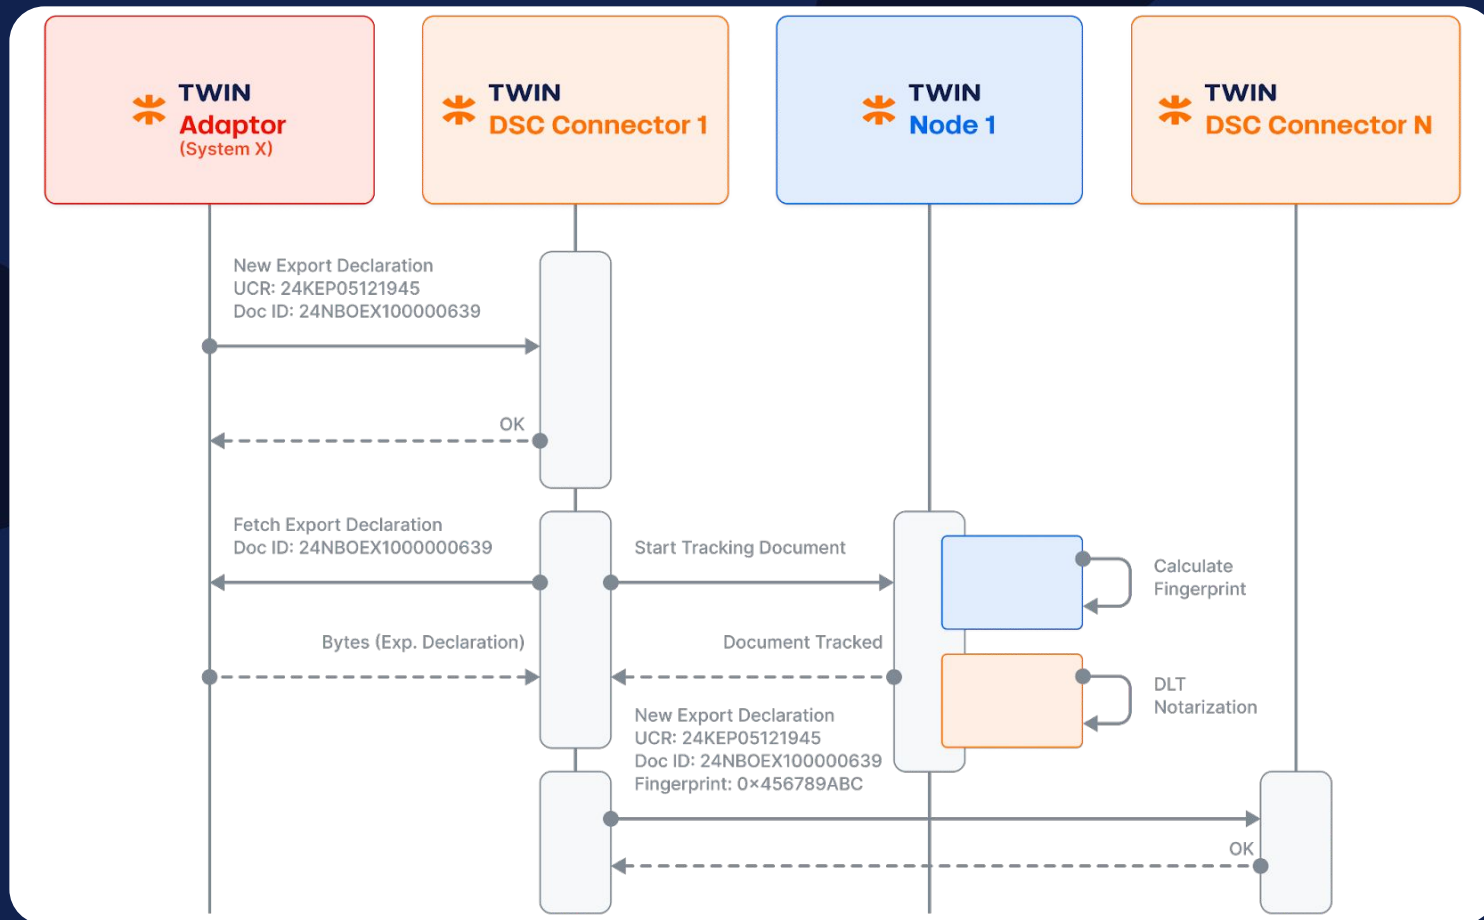 TWIN
Adaptor
(System X)
TWIN
DSC Connector 1
TWIN
Node 1
TWIN
DSC Connector N
New Export Declaration
UCR: 24KEP05121945
Doc ID: 24NBOEX100000639
OK
Fetch Export Declaration
Doc ID: 24NBOEX1000000639
Start Tracking Document
Calculate
Fingerprint
Bytes (Exp. Declaration)
Document Tracked
DLT
Notarization
New Export Declaration
UCR: 24KEP05121945
Doc ID: 24NBOEX100000639
Fingerprint: 0×456789ABC
OK